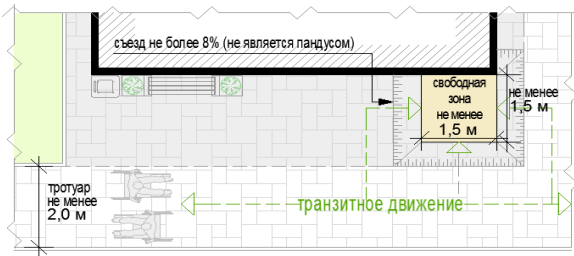 съезд не более 8% (не является пандусом)
свободная
зона
не менее
1,5 м
не менее
1,5 м
тротуар
не менее
2,0 м
транзитное движение